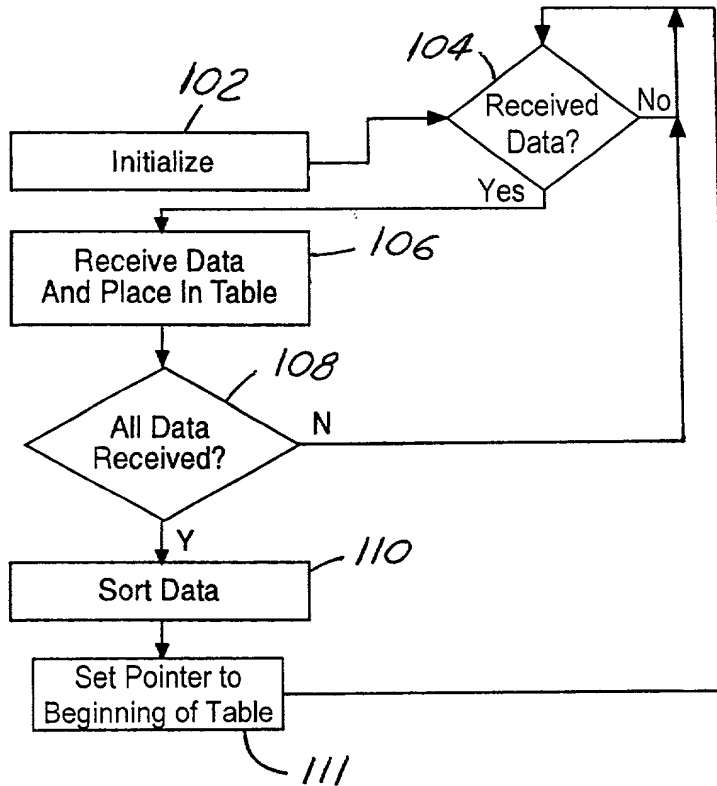 102
Initialize
104
Received
Data?
No
Yes
106
Receive Data
And Place In Table
108
All Data
Received?
N
Y
110
Sort Data
Set Pointer to
Beginning of Table
111